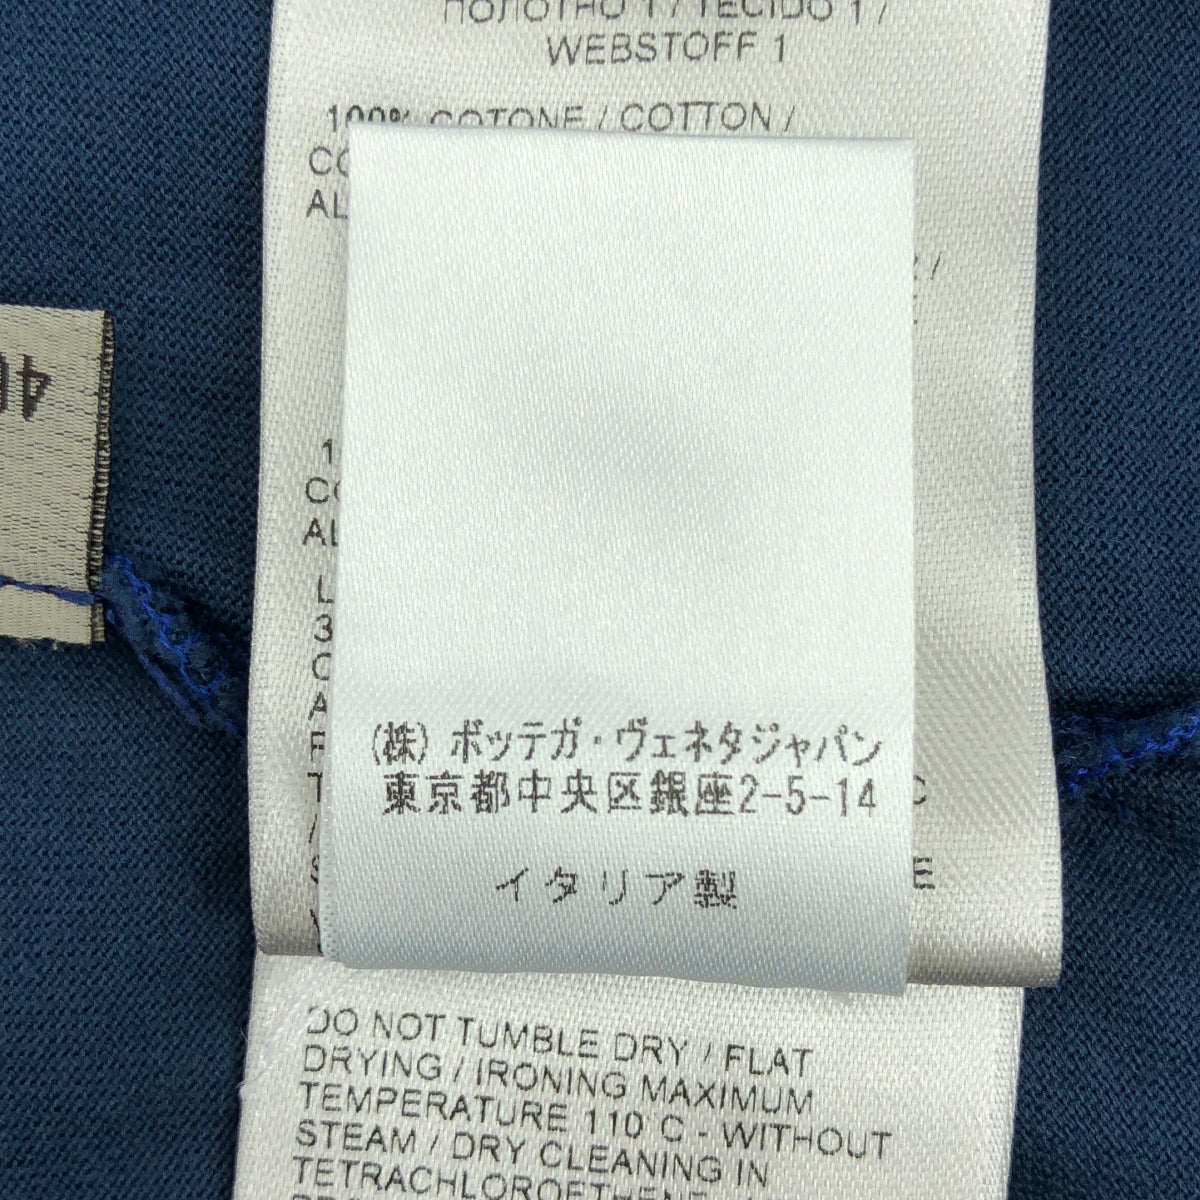 ПОЛОТНО 1 / TECIDO 1 /
WEBSTOFF 1
100% COTONE / COTTON /
(株) ボッテガ・ヴェネタジャパン
東京都中央区銀座2-5-14
イタリア製
DO NOT TUMBLE DRY / FLAT
DRYING / IRONING MAXIMUM
TEMPERATURE 110 C - WITHOUT
STEAM / DRY CLEANING IN
TETRACHLOROETHENE